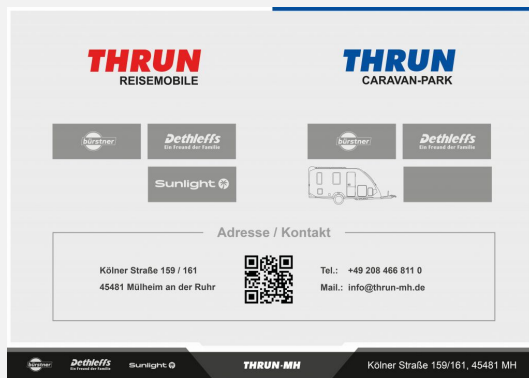 THRUN
REISEMOBILE
THRUN
CARAVAN-PARK
bürstner
Dethleffs
Ein Freund der Familie
bürstner
Dethleffs
Ein Freund der Familie
Sunlight
Adresse / Kontakt
Kölner Straße 159 / 161
45481 Mülheim an der Ruhr
Tel.: +49 208 466 811 0
Mail.: info@thrun-mh.de
bürstner
Dethleffs
Ein Freund der Familie
Sunlight
THRUN-MH
Kölner Straße 159/161, 45481 MH